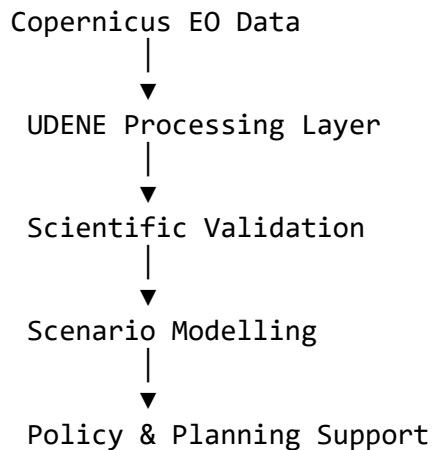 Copernicus EO Data
UDENE Processing Layer
Scientific Validation
Scenario Modelling
Policy & Planning Support